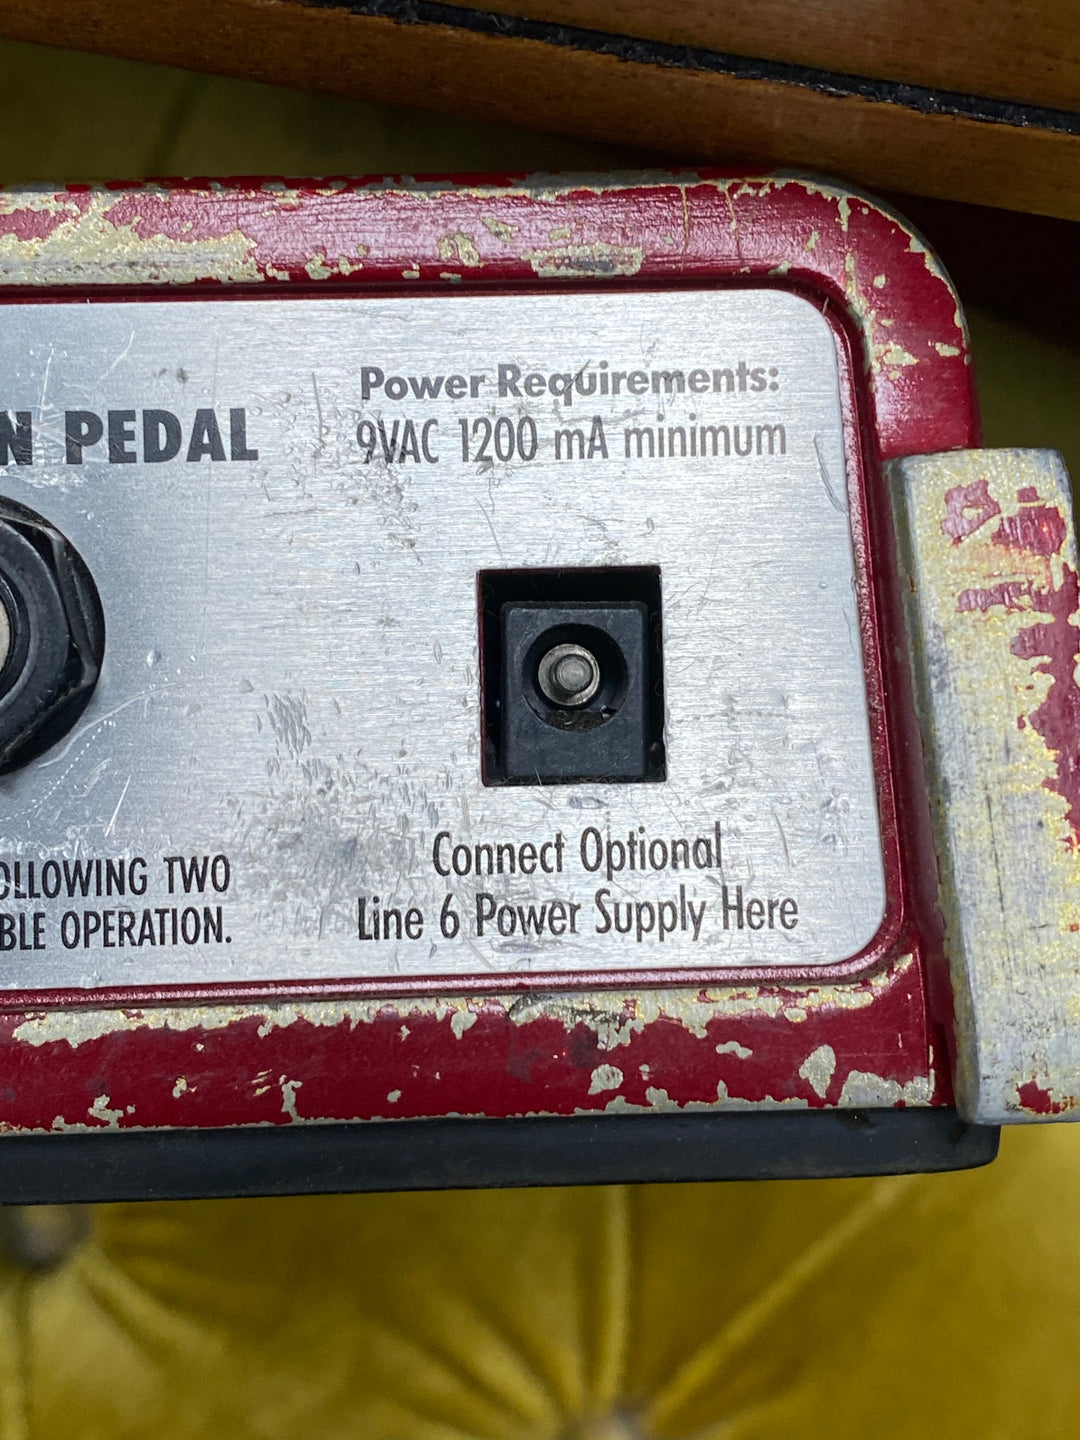 Power Requirements:
9VAC 1200 mA minimum
N PEDAL
Connect Optional
Line 6 Power Supply Here
OLLOWING TWO
BLE OPERATION.